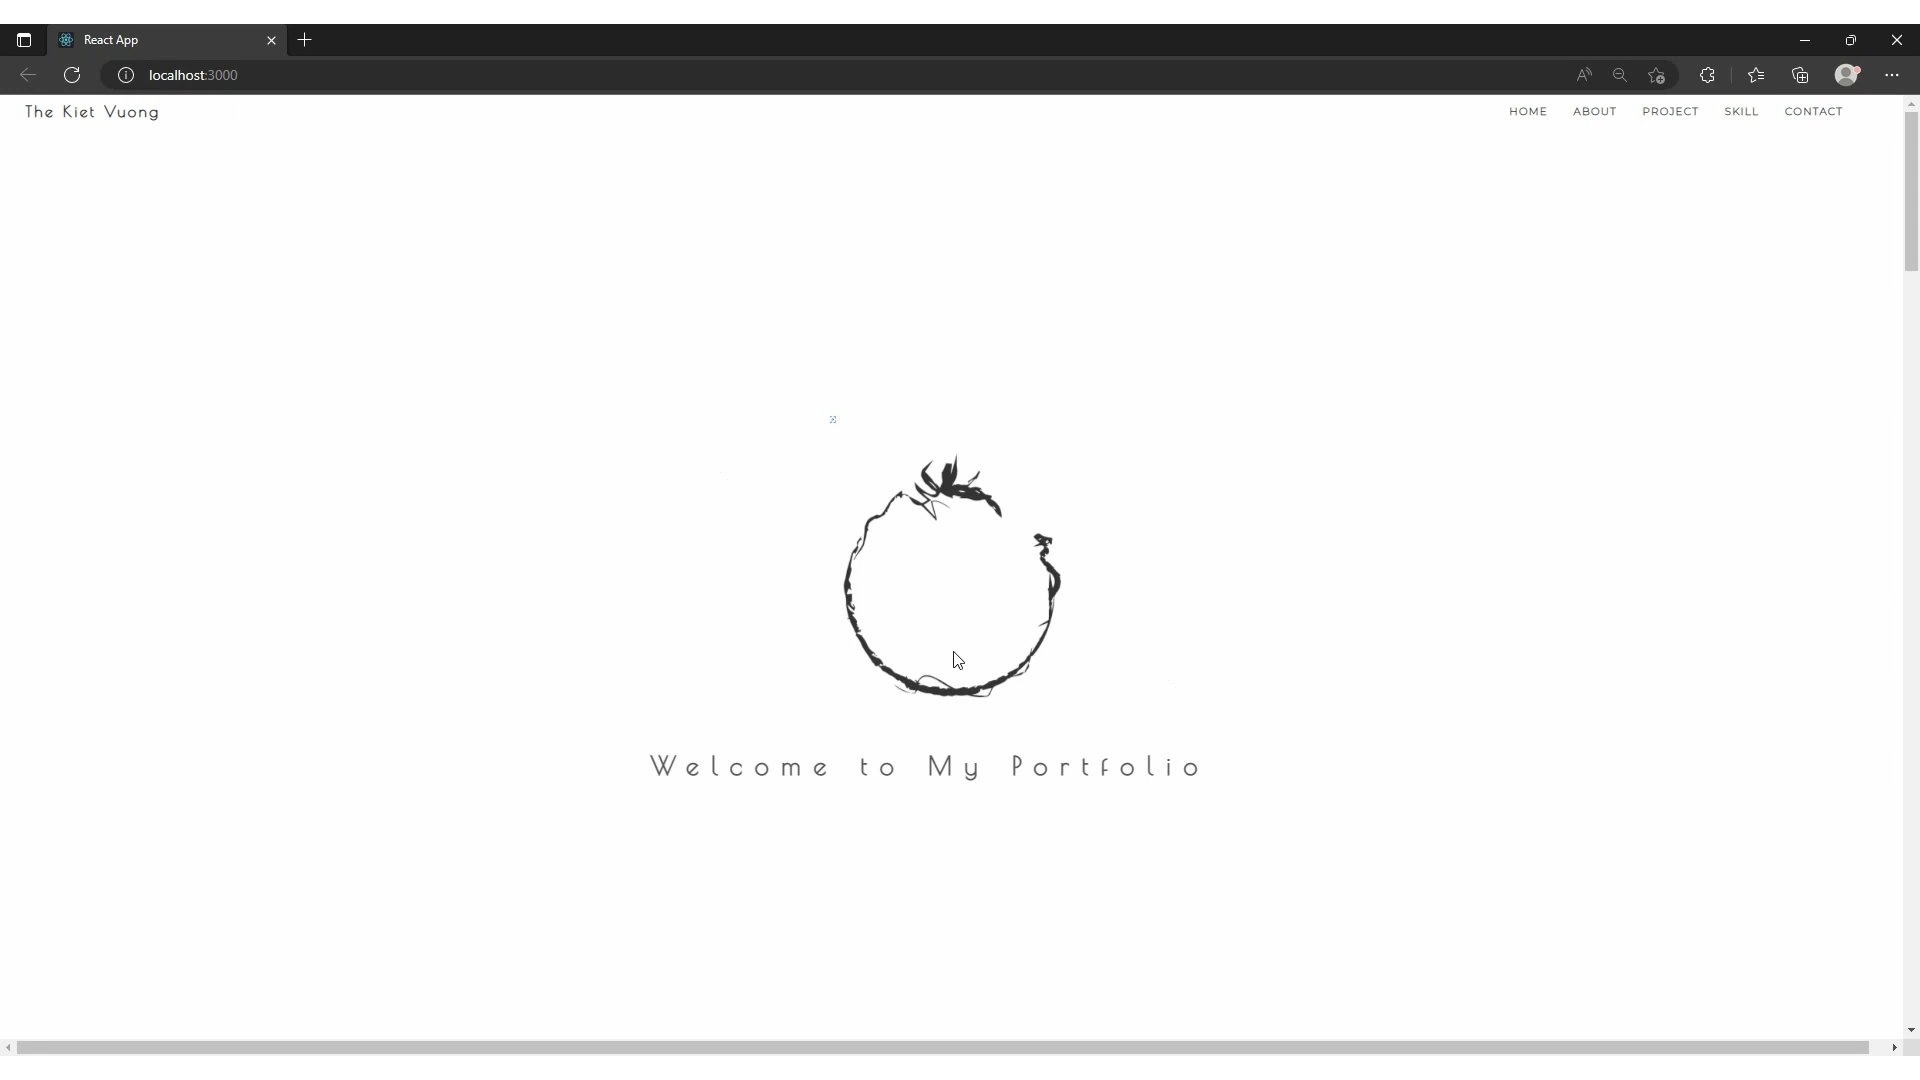 React App
localhost:3000
The Kiet Vuong
HOME ABOUT PROJECT SKILL CONTACT
Welcome to My Portfolio